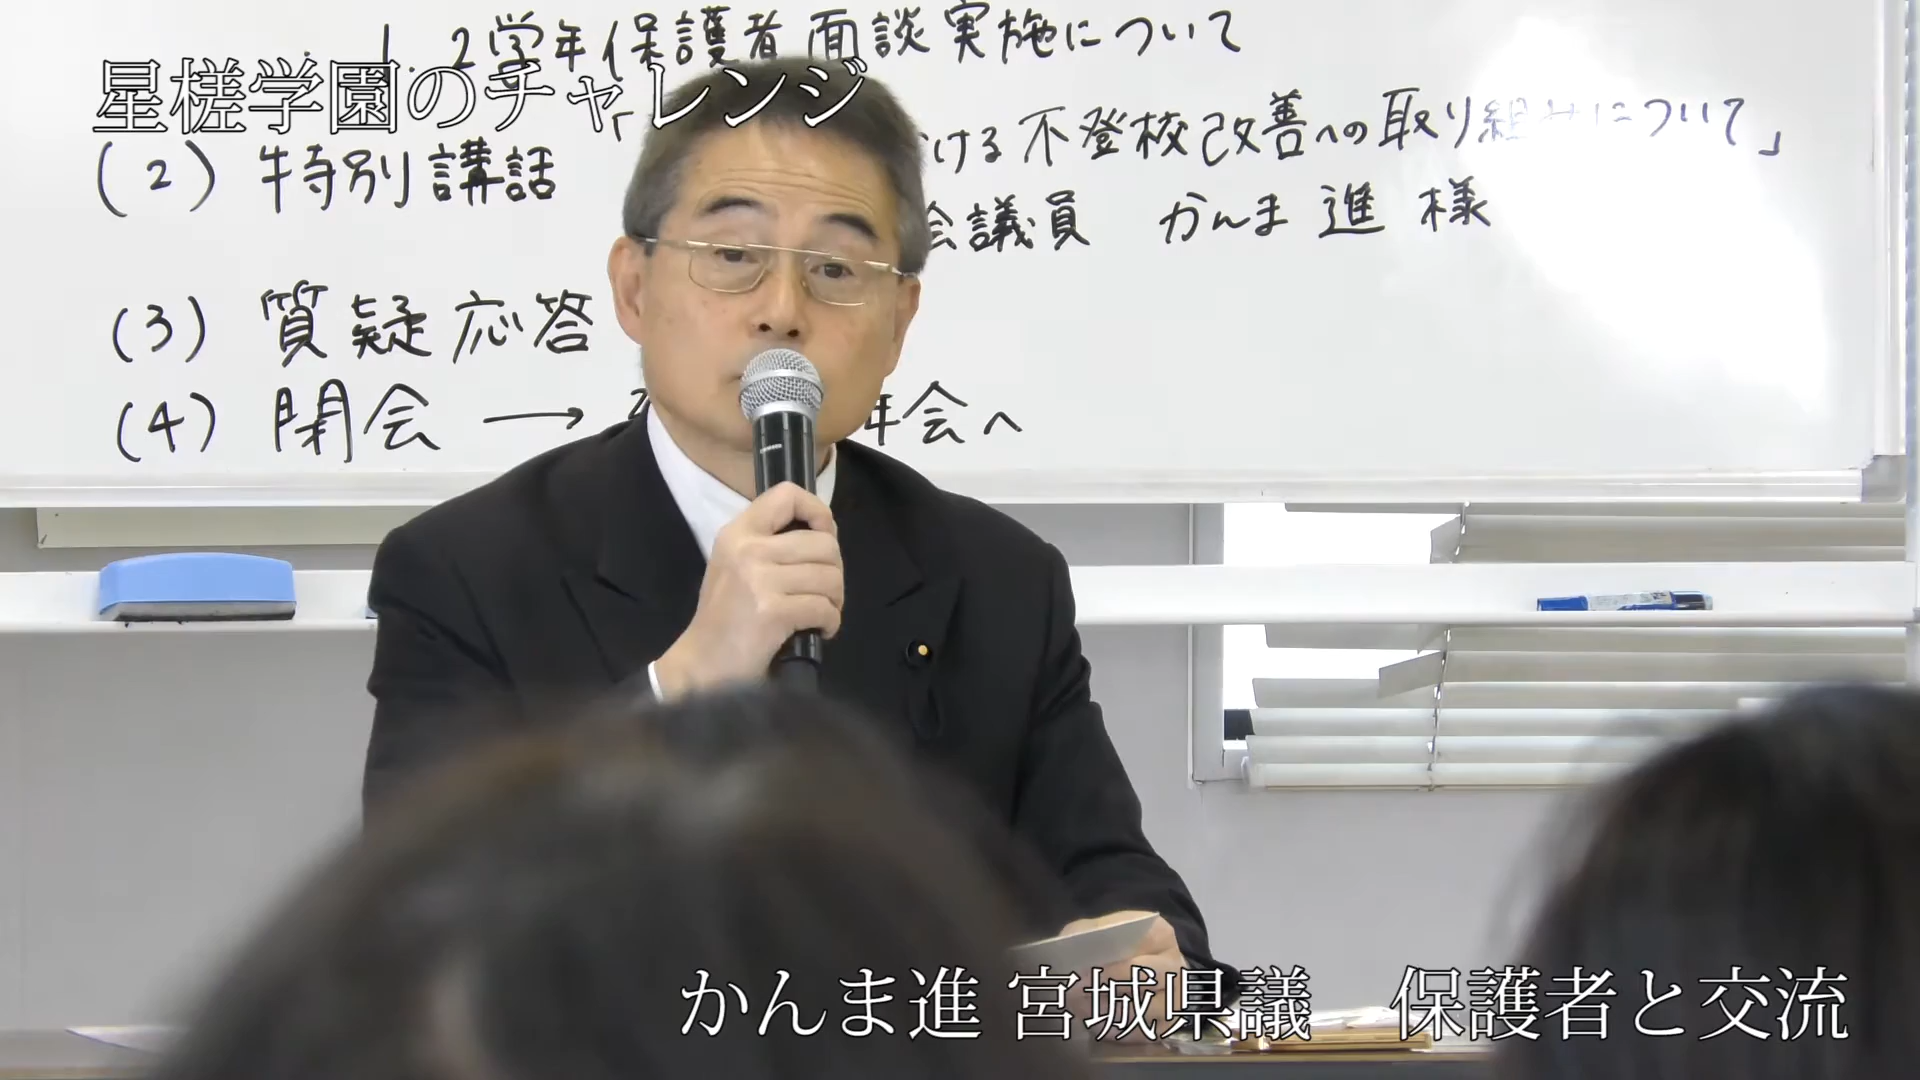 1. 2学年保護者面談実施について
星槎学園のチャレンジ
「 ける不登校改善への取り組みについて」
(2) 特別講話
会議員 かんま 進 様
(3) 質疑応答
(4) 閉会 → 年会へ
かんま進 宮城県議 保護者と交流